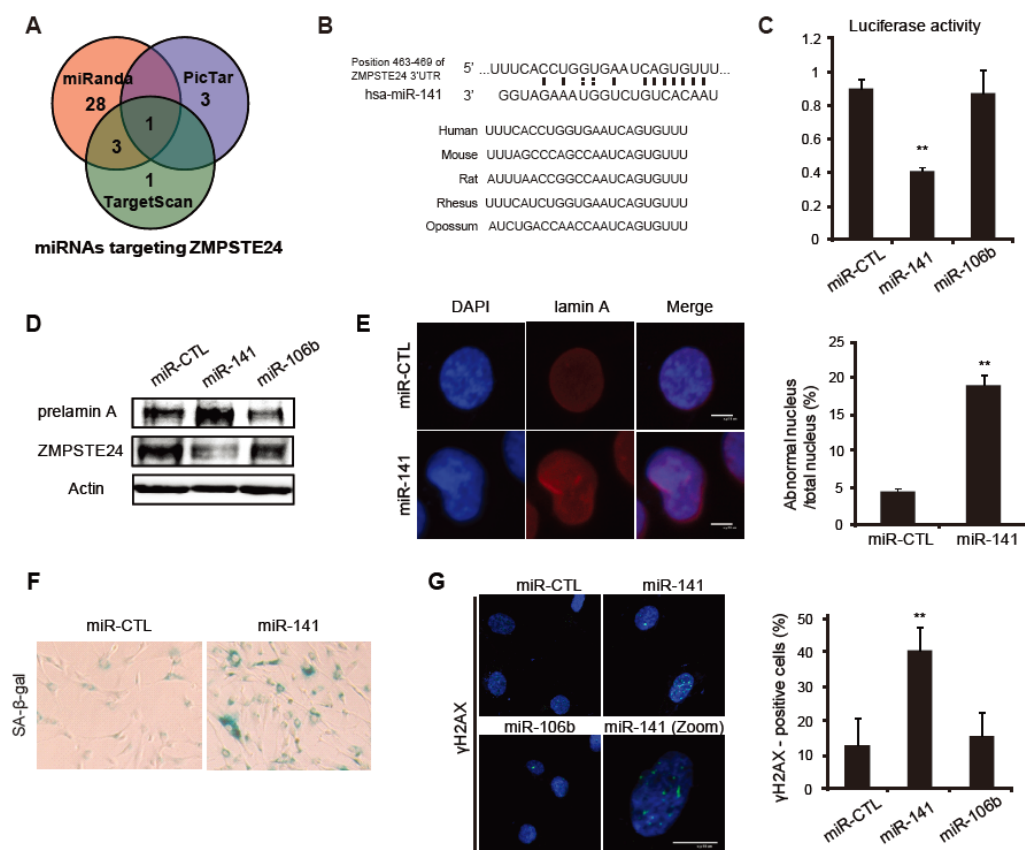 A
miRanda
28
PicTar
3
1
3
1
TargetScan
miRNAs targeting ZMPSTE24
B
Position 463-469 of
ZMPSTE24 3'UTR
5' ...UUUCACCUGGUGAAUCAGUGUUU...
hsa-miR-141 3' GGUAGAAAUGGUCUGUCACAAU
Human UUUCACCUGGUGAAUCAGUGUUU
Mouse UUUAGCCCAGCCAAUCAGUGUUU
Rat AUUUAACCGGCCAAUCAGUGUUU
Rhesus UUUCAUCUGGUGAAUCAGUGUUU
Opossum AUCUGACCAACCAAUCAGUGUUU
C
Luciferase activity
1.2
1
0.8
0.6
0.4
0.2
0
**
miR-CTL
miR-141
miR-106b
D
miR-CTL
miR-141
miR-106b
prelamin A
ZMPSTE24
Actin
E
DAPI lamin A Merge
miR-CTL
miR-141
Abnormal nucleus
/total nucleus (%)
25
20
15
10
5
0
**
miR-CTL miR-141
F
miR-CTL miR-141
SA-β-gal
G
miR-CTL miR-141
miR-106b miR-141 (Zoom)
γH2AX
γH2AX - positive cells (%)
50
40
30
20
10
0
**
miR-CTL
miR-141
miR-106b